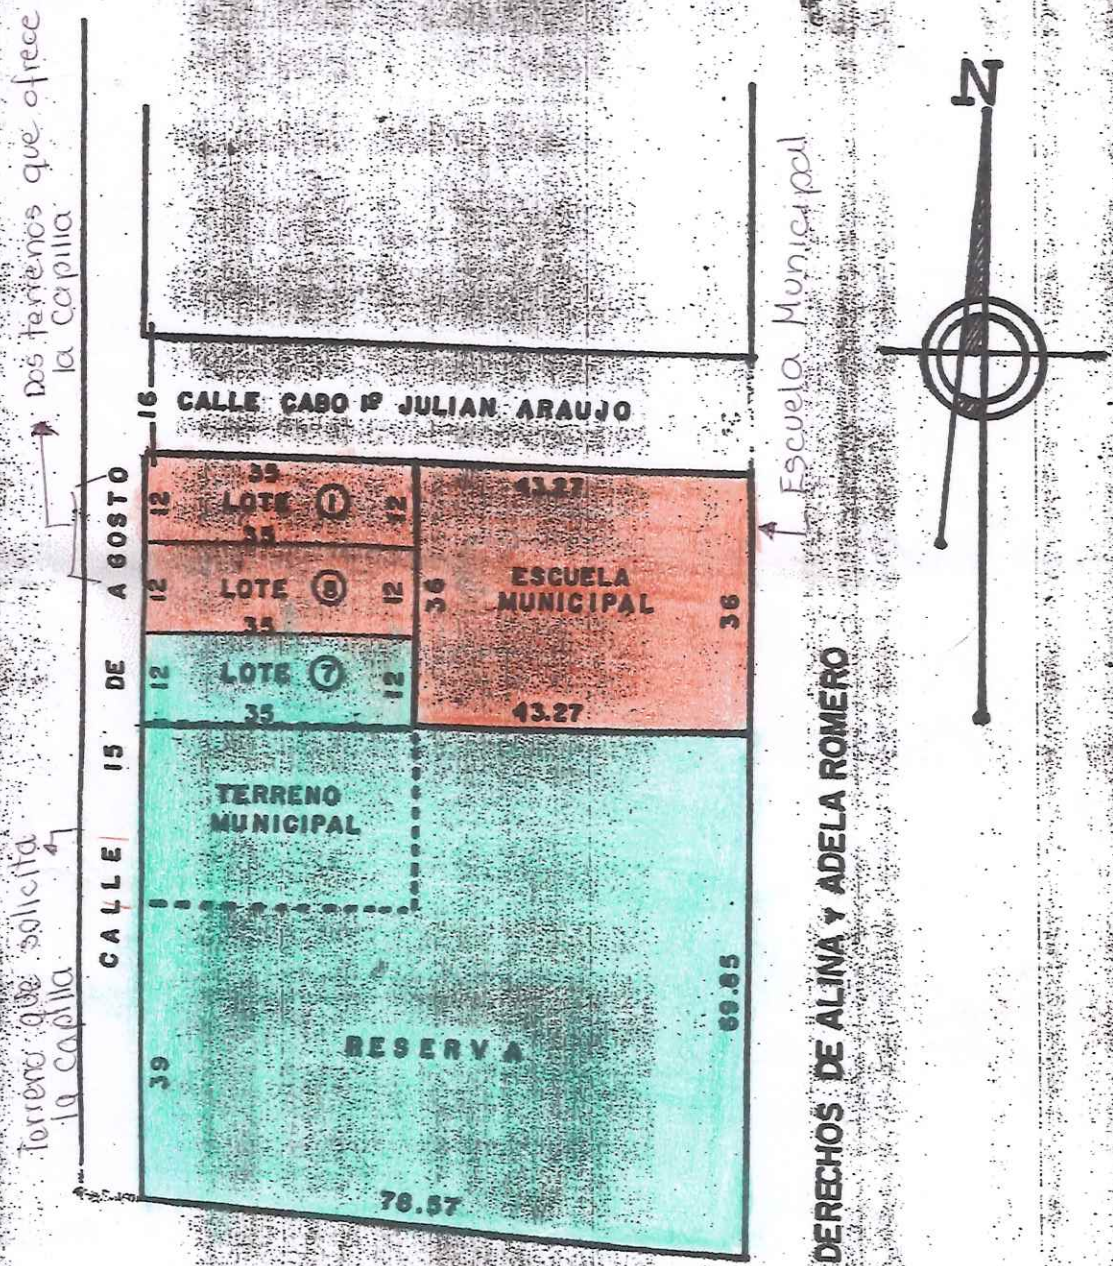 Dos terrenos que ofrece
la Capilla
Terreno que solicita
la Capilla
Escuela Municipal
N
16
CALLE CABO 1º JULIAN ARAUJO
CALLE 15 DE AGOSTO
35
12
LOTE 1
12
35
12
LOTE 8
12
35
12
LOTE 7
12
35
43.27
36
ESCUELA
MUNICIPAL
36
43.27
TERRENO
MUNICIPAL
39
RESERVA
69.85
78.57
DERECHOS DE ALINA Y ADELA ROMERO